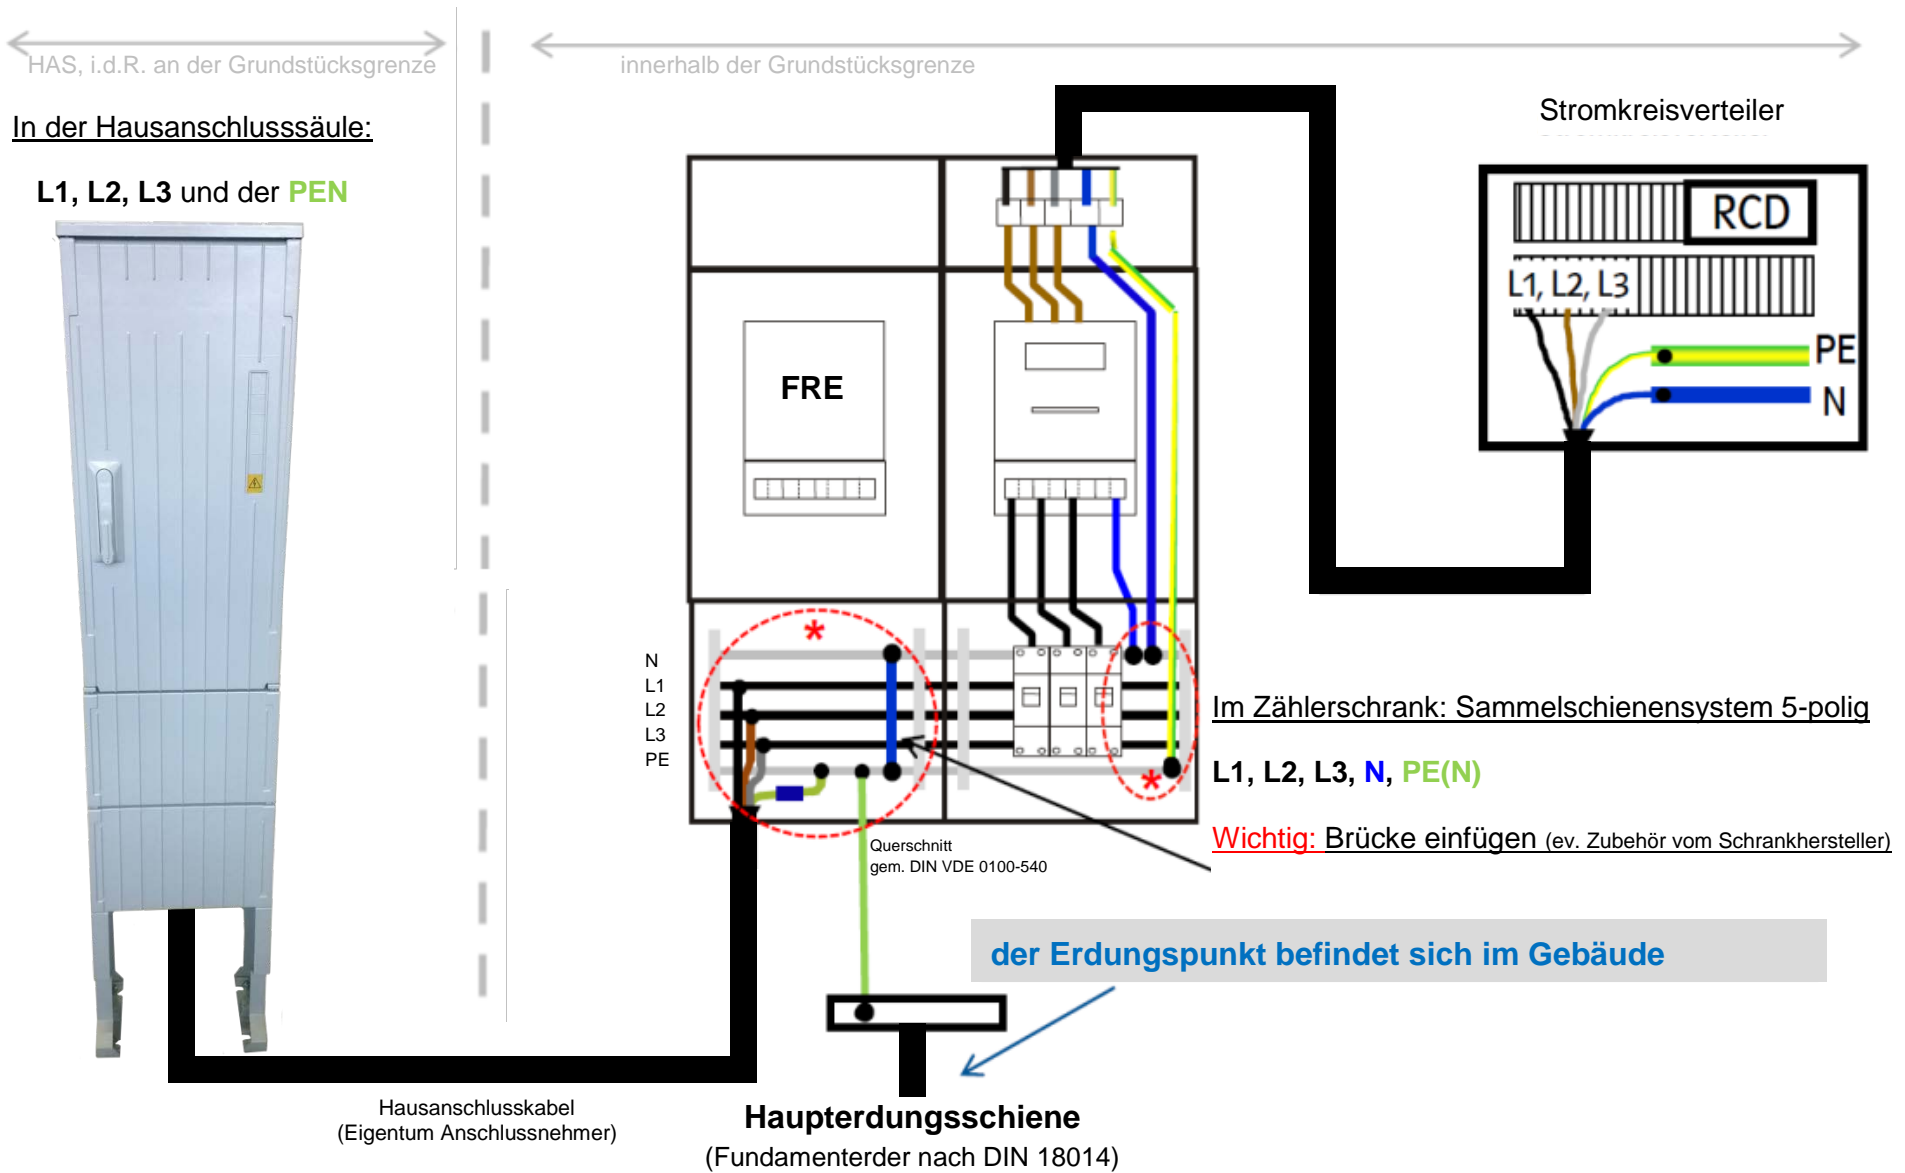 HAS, i.d.R. an der Grundstücksgrenze
innerhalb der Grundstücksgrenze
In der Hausanschlusssäule:
L1, L2, L3 und der PEN
Stromkreisverteiler
RCD
L1, L2, L3
PE
N
FRE
*
N
L1
L2
L3
PE
*
Im Zählerschrank: Sammelschienensystem 5-polig
L1, L2, L3, N, PE(N)
Wichtig: Brücke einfügen (ev. Zubehör vom Schrankhersteller)
Querschnitt
gem. DIN VDE 0100-540
der Erdungspunkt befindet sich im Gebäude
Hausanschlusskabel
(Eigentum Anschlussnehmer)
Haupterdungsschiene
(Fundamenterder nach DIN 18014)